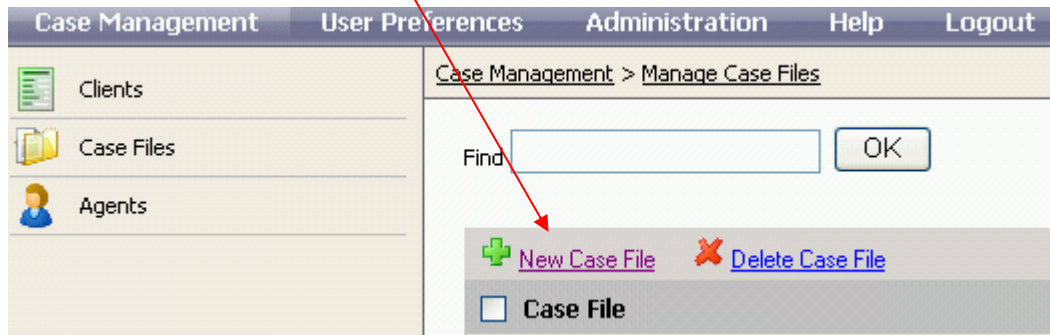 Case Management User Preferences Administration Help Logout
Clients
Case Files
Agents
Case Management > Manage Case Files
Find OK
New Case File Delete Case File
Case File